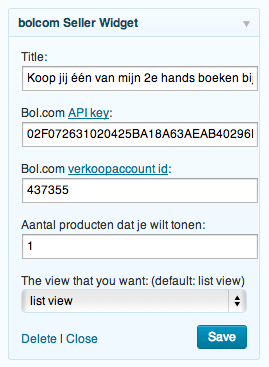 bolcom Seller Widget
Title:
Koop jij één van mijn 2e hands boeken bij
Bol.com API key:
02F072631020425BA18A63AEAB40296
Bol.com verkoopaccount id:
437355
Aantal producten dat je wilt tonen:
1
The view that you want: (default: list view)
list view
Delete | Close
Save